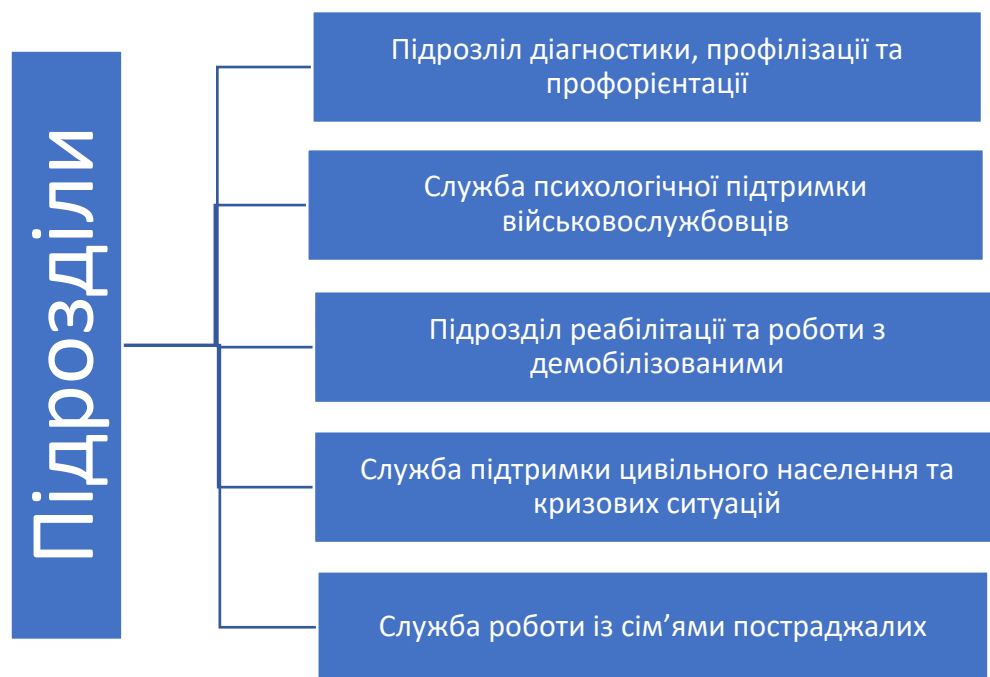 Підрозділи
Підрозліл діагностики, профілізації та
профорієнтації
Служба психологічної підтримки
військовослужбовців
Підрозділ реабілітації та роботи з
демобілізованими
Служба підтримки цивільного населення та
кризових ситуацій
Служба роботи із сім’ями постраджалих